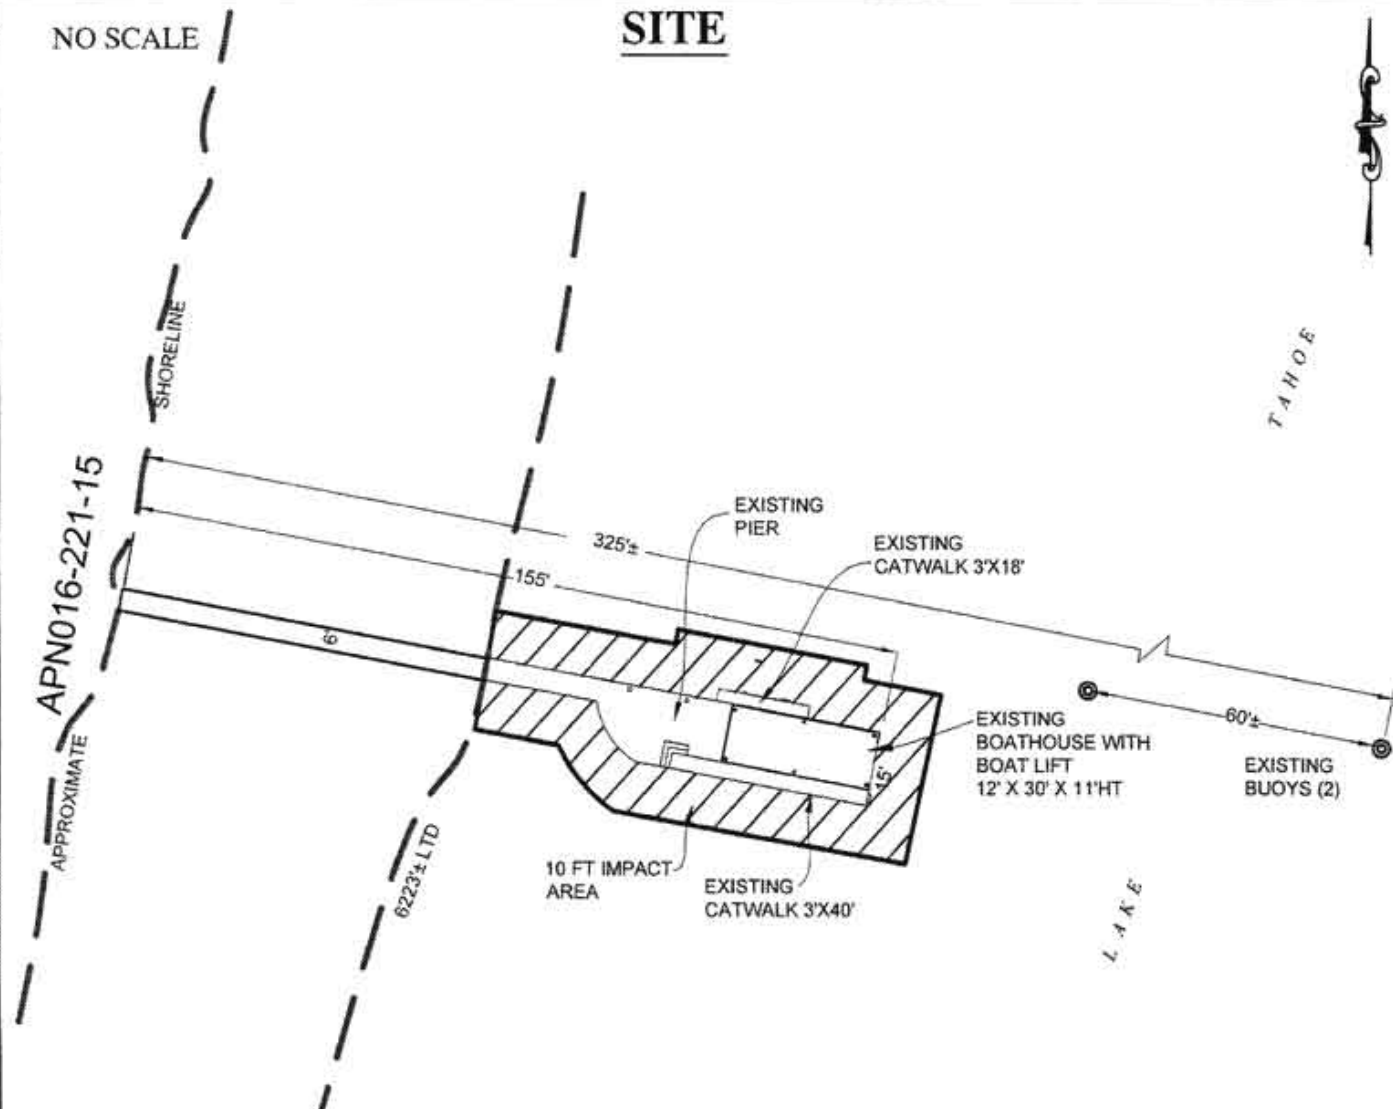 NO SCALE
SITE
SHORELINE
TAHOE
APN016-221-15
EXISTING
PIER
325'±
EXISTING
CATWALK 3'X18'
155'
6'
EXISTING
BOATHOUSE WITH
BOAT LIFT
12' X 30' X 11'HT
60'±
EXISTING
BUOYS (2)
15'
APPROXIMATE
6223'± LTD
10 FT IMPACT
AREA
EXISTING
CATWALK 3'X40'
LAKE